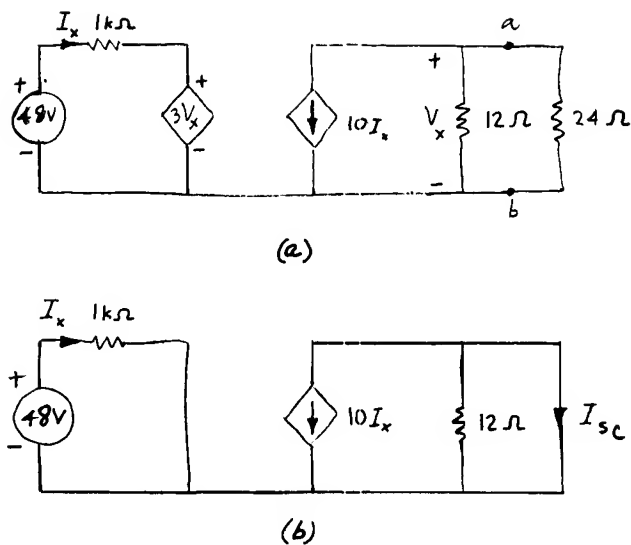 Iₓ 1kΩ
a
+ 48V -
+ 3Vₓ -
10Iₓ
+ Vₓ -
12Ω
24Ω
b
(a)
Iₓ 1kΩ
+ 48V -
10Iₓ
12Ω
I_SC
(b)